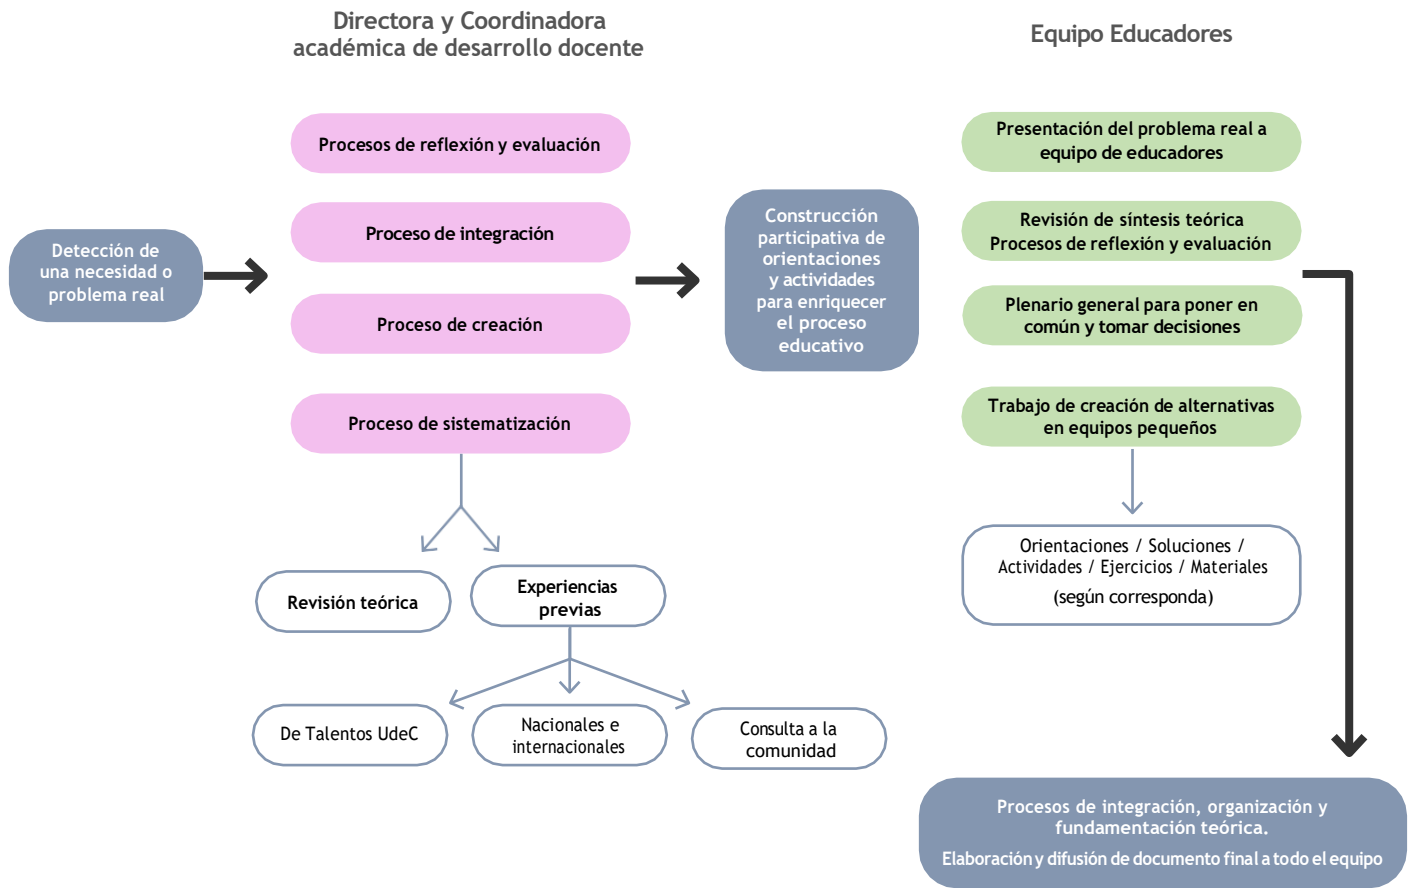 Directora y Coordinadora
académica de desarrollo docente
Equipo Educadores
Detección de
una necesidad o
problema real
Procesos de reflexión y evaluación
Proceso de integración
Proceso de creación
Proceso de sistematización
Revisión teórica
Experiencias
previas
De Talentos UdeC
Nacionales e
internacionales
Consulta a la
comunidad
Construcción
participativa de
orientaciones
y actividades
para enriquecer
el proceso
educativo
Presentación del problema real a
equipo de educadores
Revisión de síntesis teórica
Procesos de reflexión y evaluación
Plenario general para poner en
común y tomar decisiones
Trabajo de creación de alternativas
en equipos pequeños
Orientaciones / Soluciones /
Actividades / Ejercicios / Materiales
(según corresponda)
Procesos de integración, organización y
fundamentación teórica.
Elaboración y difusión de documento final a todo el equipo